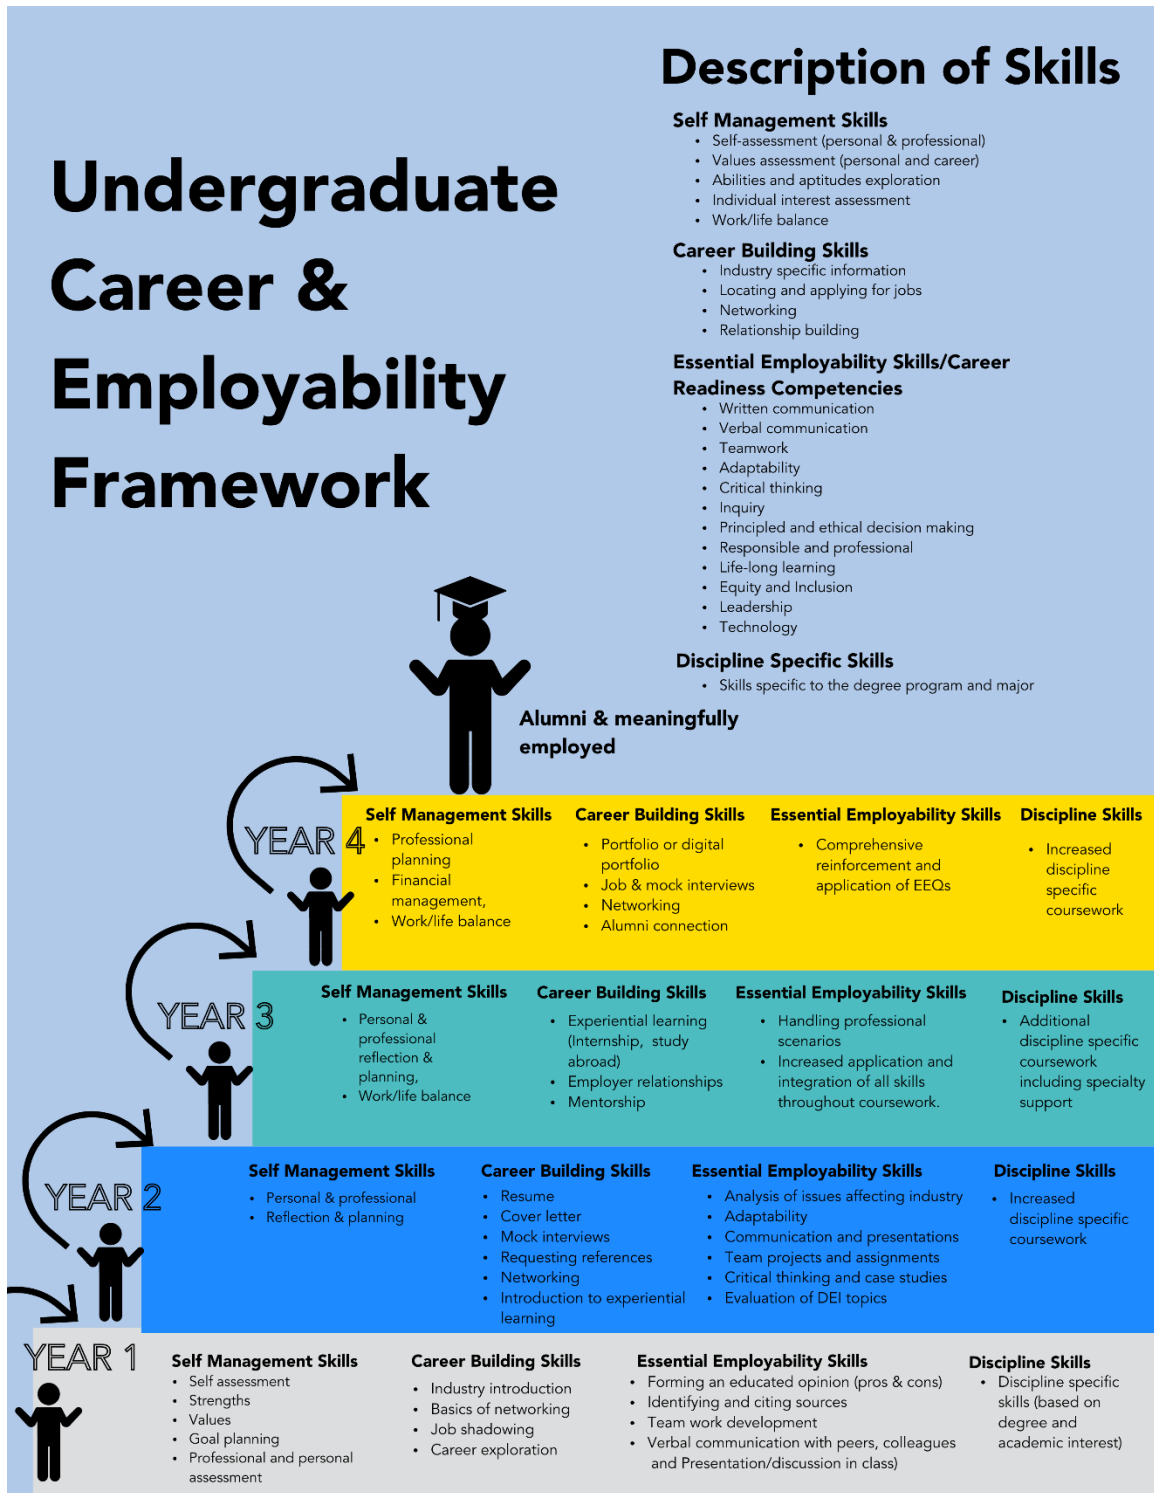 Undergraduate
Career &
Employability
Framework
Description of Skills
Self Management Skills
• Self-assessment (personal & professional)
• Values assessment (personal and career)
• Abilities and aptitudes exploration
• Individual interest assessment
• Work/life balance
Career Building Skills
• Industry specific information
• Locating and applying for jobs
• Networking
• Relationship building
Essential Employability Skills/Career
Readiness Competencies
• Written communication
• Verbal communication
• Teamwork
• Adaptability
• Critical thinking
• Inquiry
• Principled and ethical decision making
• Responsible and professional
• Life-long learning
• Equity and Inclusion
• Leadership
• Technology
Discipline Specific Skills
• Skills specific to the degree program and major
Alumni & meaningfully
employed
YEAR 4
Self Management Skills
• Professional
planning
• Financial
management,
• Work/life balance
Career Building Skills
• Portfolio or digital
portfolio
• Job & mock interviews
• Networking
• Alumni connection
Essential Employability Skills
• Comprehensive
reinforcement and
application of EEQs
Discipline Skills
• Increased
discipline
specific
coursework
YEAR 3
Self Management Skills
• Personal &
professional
reflection &
planning,
• Work/life balance
Career Building Skills
• Experiential learning
(Internship, study
abroad)
• Employer relationships
• Mentorship
Essential Employability Skills
• Handling professional
scenarios
• Increased application and
integration of all skills
throughout coursework.
Discipline Skills
• Additional
discipline specific
coursework
including specialty
support
YEAR 2
Self Management Skills
• Personal & professional
• Reflection & planning
Career Building Skills
• Resume
• Cover letter
• Mock interviews
• Requesting references
• Networking
• Introduction to experiential
learning
Essential Employability Skills
• Analysis of issues affecting industry
• Adaptability
• Communication and presentations
• Team projects and assignments
• Critical thinking and case studies
• Evaluation of DEI topics
Discipline Skills
• Increased
discipline specific
coursework
YEAR 1
Self Management Skills
• Self assessment
• Strengths
• Values
• Goal planning
• Professional and personal
assessment
Career Building Skills
• Industry introduction
• Basics of networking
• Job shadowing
• Career exploration
Essential Employability Skills
• Forming an educated opinion (pros & cons)
• Identifying and citing sources
• Team work development
• Verbal communication with peers, colleagues
and Presentation/discussion in class)
Discipline Skills
• Discipline specific
skills (based on
degree and
academic interest)